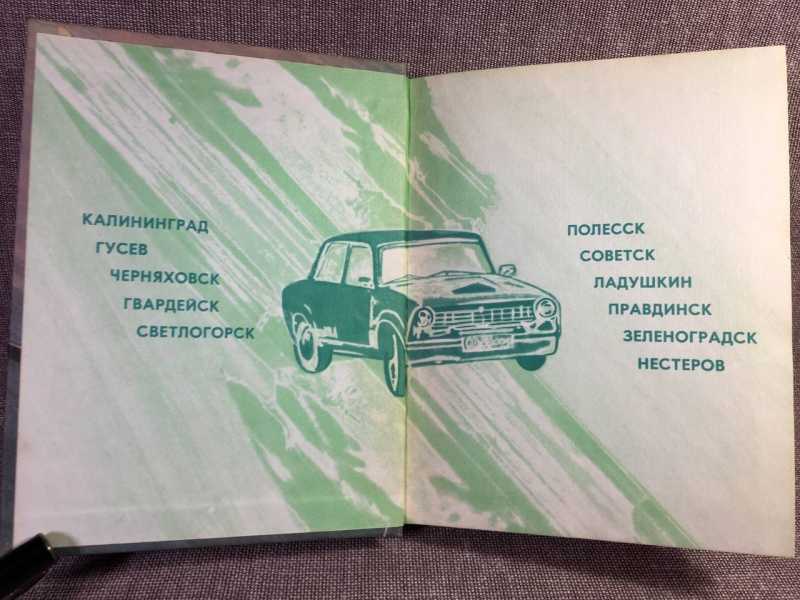 КАЛИНИНГРАД
ГУСЕВ
ЧЕРНЯХОВСК
ГВАРДЕЙСК
СВЕТЛОГОРСК
ПОЛЕССК
СОВЕТСК
ЛАДУШКИН
ПРАВДИНСК
ЗЕЛЕНОГРАДСК
НЕСТЕРОВ